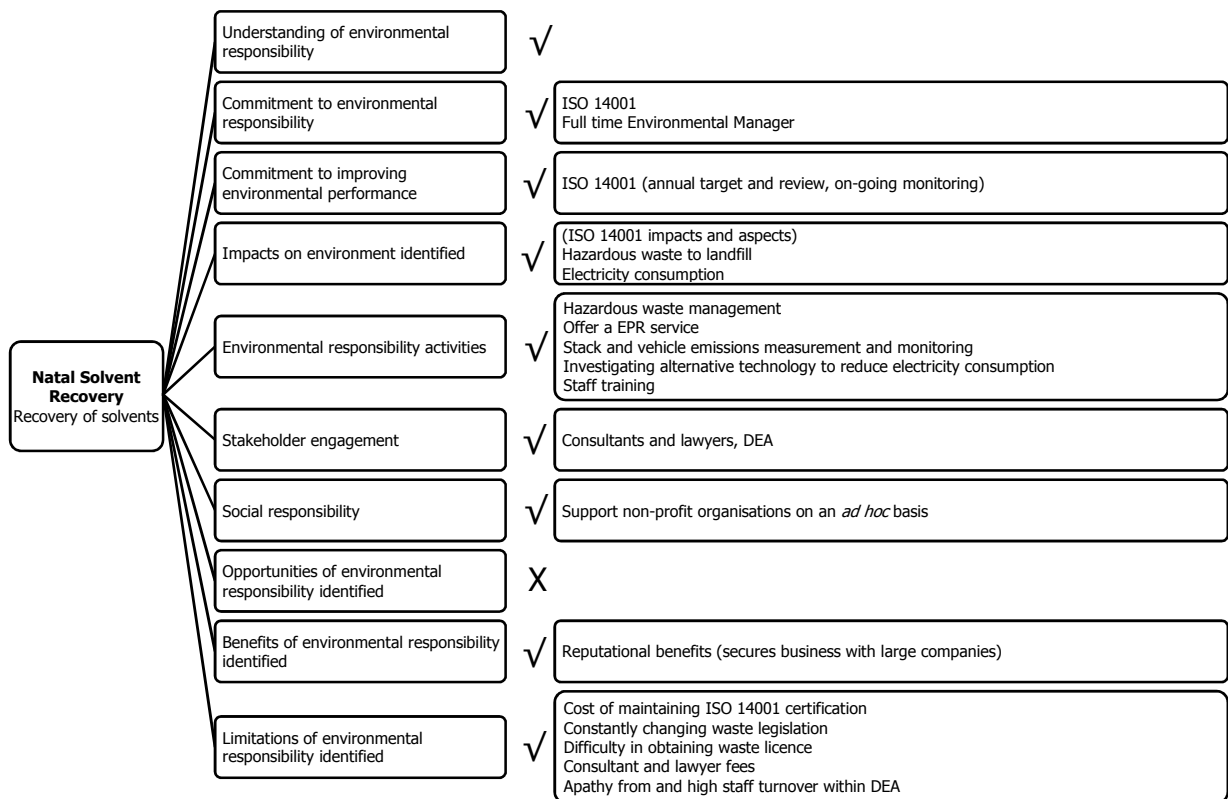 Understanding of environmental
responsibility
√
Commitment to environmental
responsibility
√
ISO 14001
Full time Environmental Manager
Commitment to improving
environmental performance
√
ISO 14001 (annual target and review, on-going monitoring)
Impacts on environment identified
√
(ISO 14001 impacts and aspects)
Hazardous waste to landfill
Electricity consumption
Natal Solvent
Recovery
Recovery of solvents
Environmental responsibility activities
√
Hazardous waste management
Offer a EPR service
Stack and vehicle emissions measurement and monitoring
Investigating alternative technology to reduce electricity consumption
Staff training
Stakeholder engagement
√
Consultants and lawyers, DEA
Social responsibility
√
Support non-profit organisations on an ad hoc basis
Opportunities of environmental
responsibility identified
X
Benefits of environmental responsibility
identified
√
Reputational benefits (secures business with large companies)
Limitations of environmental
responsibility identified
√
Cost of maintaining ISO 14001 certification
Constantly changing waste legislation
Difficulty in obtaining waste licence
Consultant and lawyer fees
Apathy from and high staff turnover within DEA